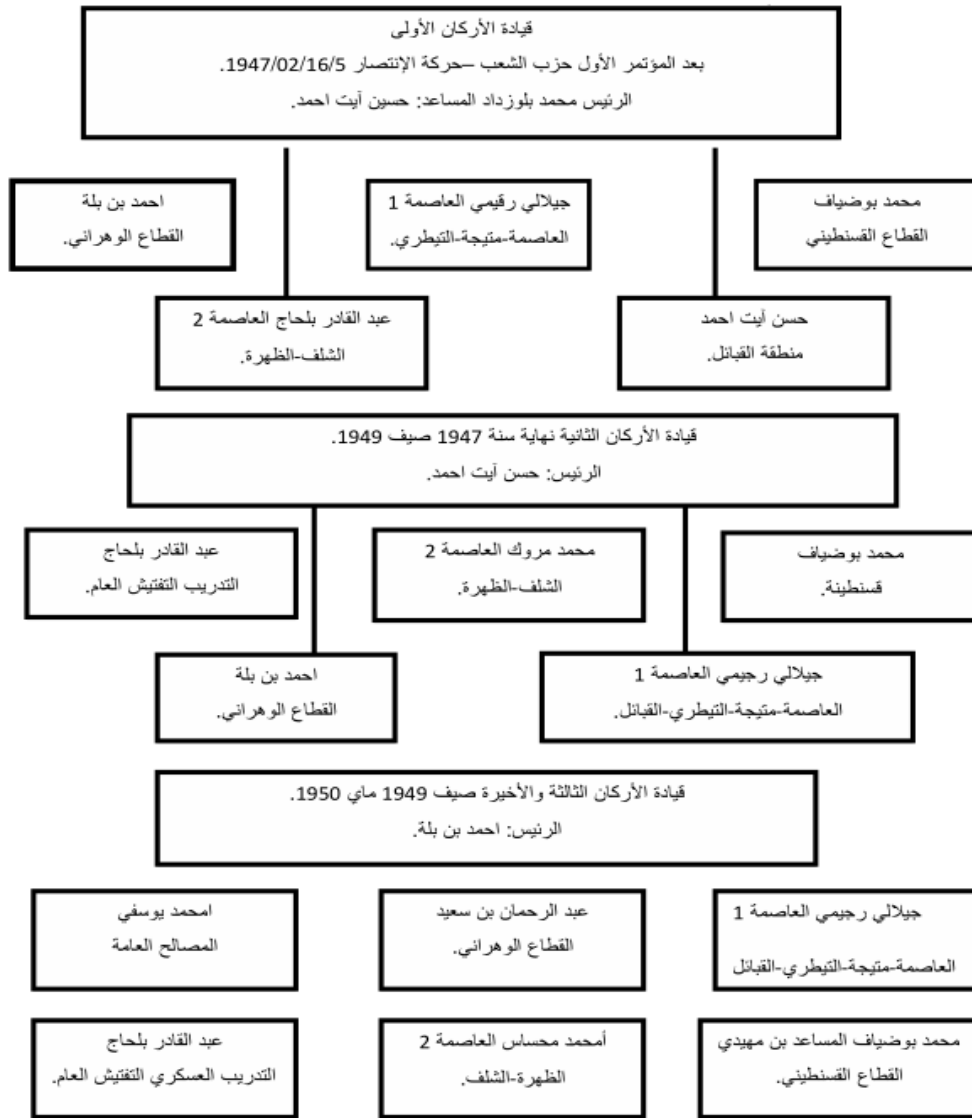 قيادة الأركان الأولى
بعد المؤتمر الأول حزب الشعب –حركة الإنتصار 1947/02/16/5.
الرئيس محمد بلوزداد المساعد: حسين آيت احمد.
محمد بوضياف
القطاع القسنطيني
جيلالي رقيمي العاصمة 1
العاصمة-متيجة-التيطري.
احمد بن بلة
القطاع الوهراني.
حسن آيت احمد
منطقة القبائل.
عبد القادر بلحاج العاصمة 2
الشلف-الظهرة.
قيادة الأركان الثانية نهاية سنة 1947 صيف 1949.
الرئيس: حسن آيت احمد.
محمد بوضياف
قسنطينة.
محمد مروك العاصمة 2
الشلف-الظهرة.
عبد القادر بلحاج
التدريب التفتيش العام.
جيلالي رجيمي العاصمة 1
العاصمة-متيجة-التيطري-القبائل.
احمد بن بلة
القطاع الوهراني.
قيادة الأركان الثالثة والأخيرة صيف 1949 ماي 1950.
الرئيس: احمد بن بلة.
جيلالي رجيمي العاصمة 1
العاصمة-متيجة-التيطري-القبائل
عبد الرحمان بن سعيد
القطاع الوهراني.
امحمد يوسفي
المصالح العامة
محمد بوضياف المساعد بن مهيدي
القطاع القسنطيني.
أمحمد محساس العاصمة 2
الظهرة-الشلف.
عبد القادر بلحاج
التدريب العسكري التفتيش العام.